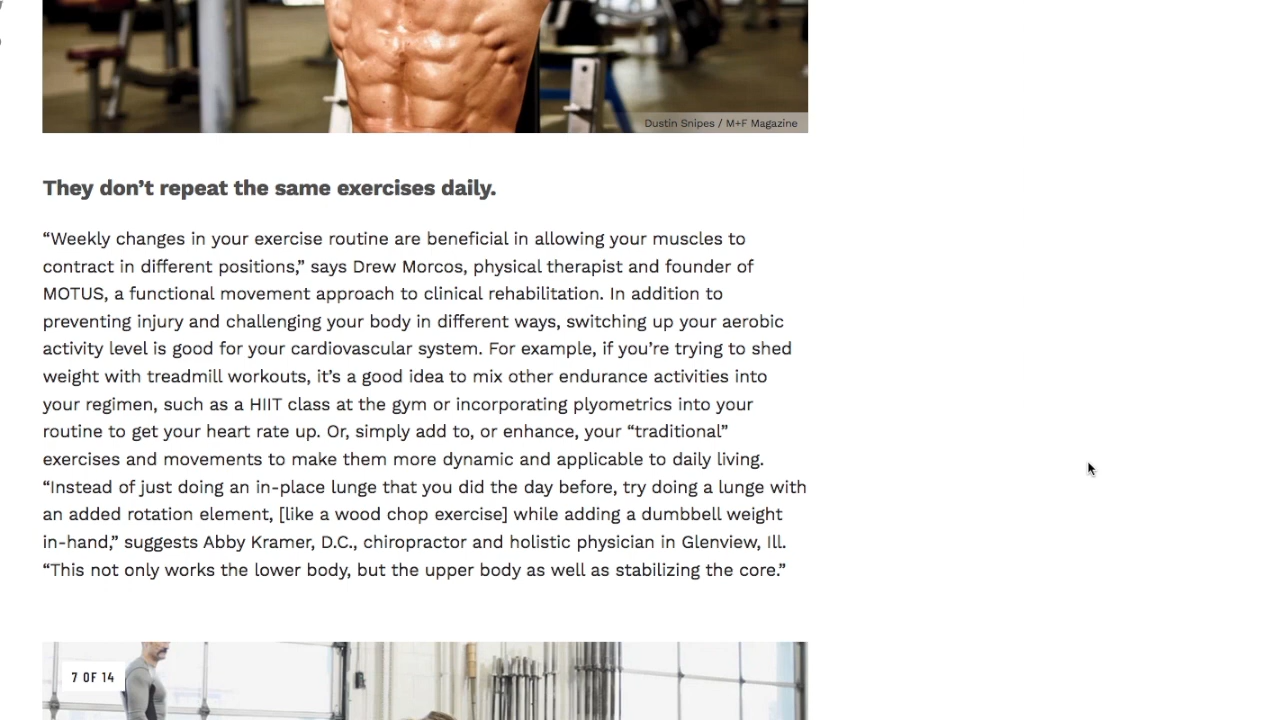 Dustin Snipes / M+F Magazine
They don’t repeat the same exercises daily.
“Weekly changes in your exercise routine are beneficial in allowing your muscles to
contract in different positions,” says Drew Morcos, physical therapist and founder of
MOTUS, a functional movement approach to clinical rehabilitation. In addition to
preventing injury and challenging your body in different ways, switching up your aerobic
activity level is good for your cardiovascular system. For example, if you’re trying to shed
weight with treadmill workouts, it’s a good idea to mix other endurance activities into
your regimen, such as a HIIT class at the gym or incorporating plyometrics into your
routine to get your heart rate up. Or, simply add to, or enhance, your “traditional”
exercises and movements to make them more dynamic and applicable to daily living.
“Instead of just doing an in-place lunge that you did the day before, try doing a lunge with
an added rotation element, [like a wood chop exercise] while adding a dumbbell weight
in-hand,” suggests Abby Kramer, D.C., chiropractor and holistic physician in Glenview, Ill.
“This not only works the lower body, but the upper body as well as stabilizing the core.”
7 OF 14